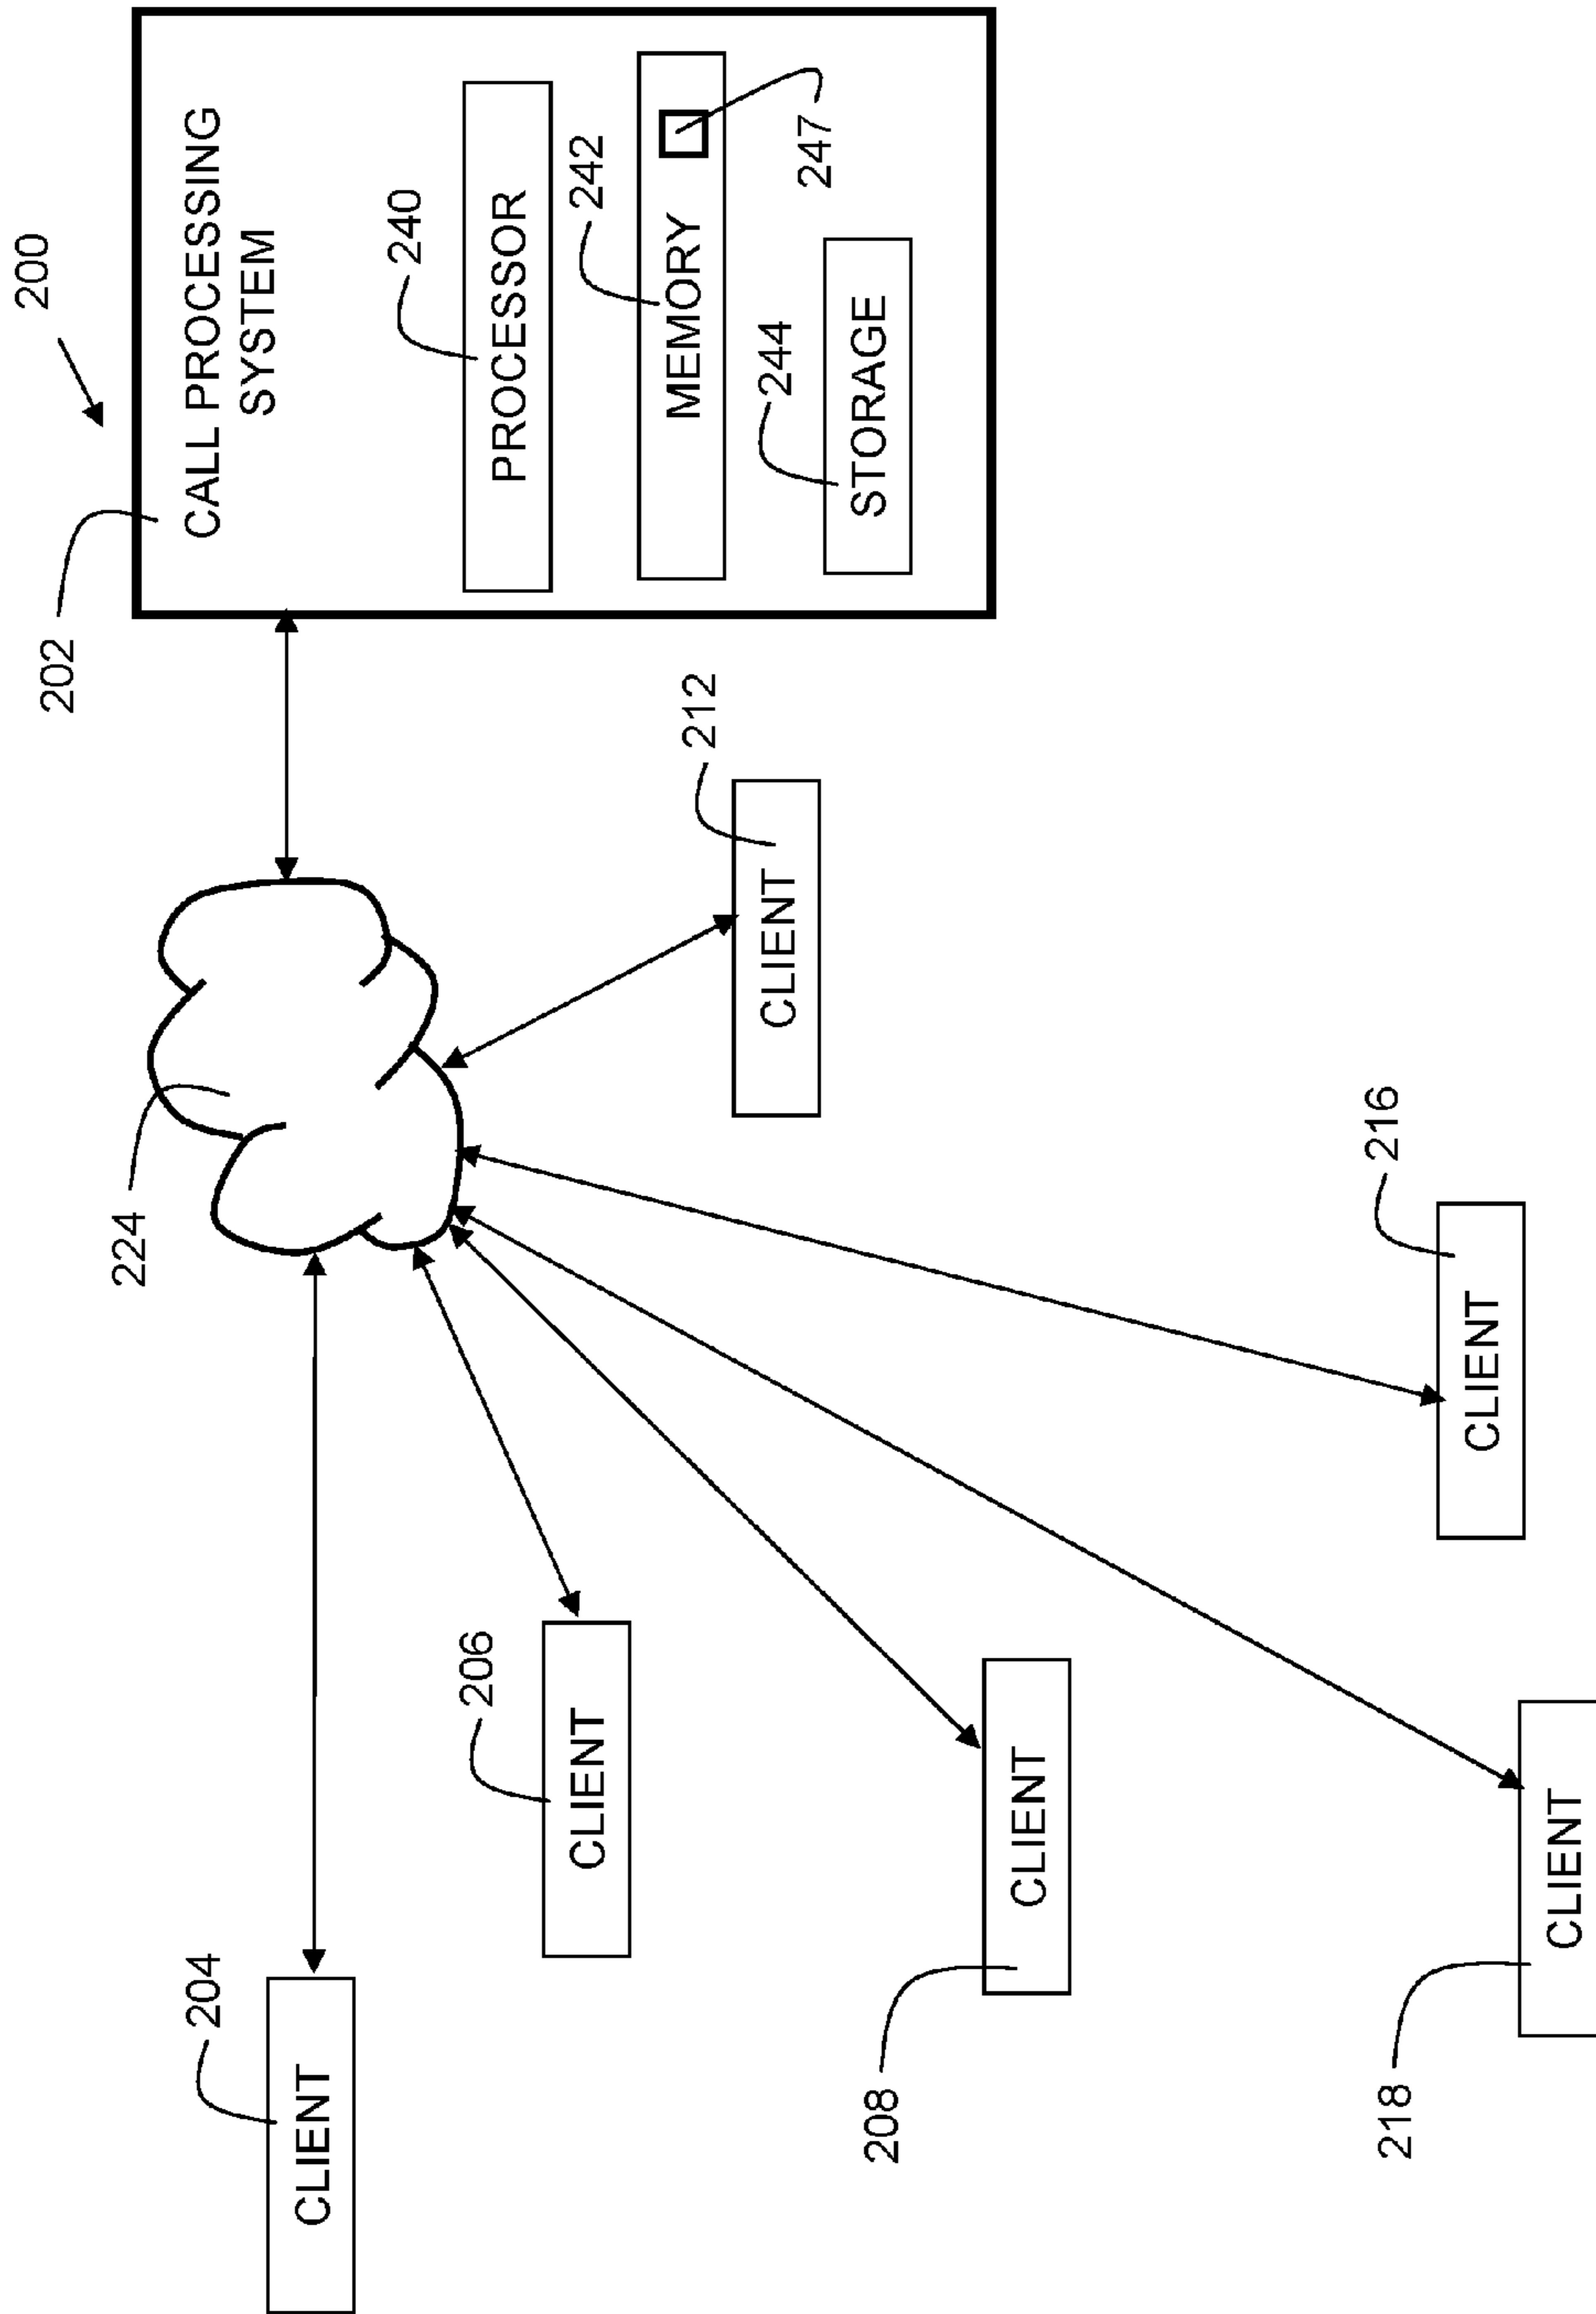 200
202
CALL PROCESSING
SYSTEM
240
PROCESSOR
242
MEMORY
247
244
STORAGE
224
204
CLIENT
206
CLIENT
208
CLIENT
218
CLIENT
216
CLIENT
212
CLIENT